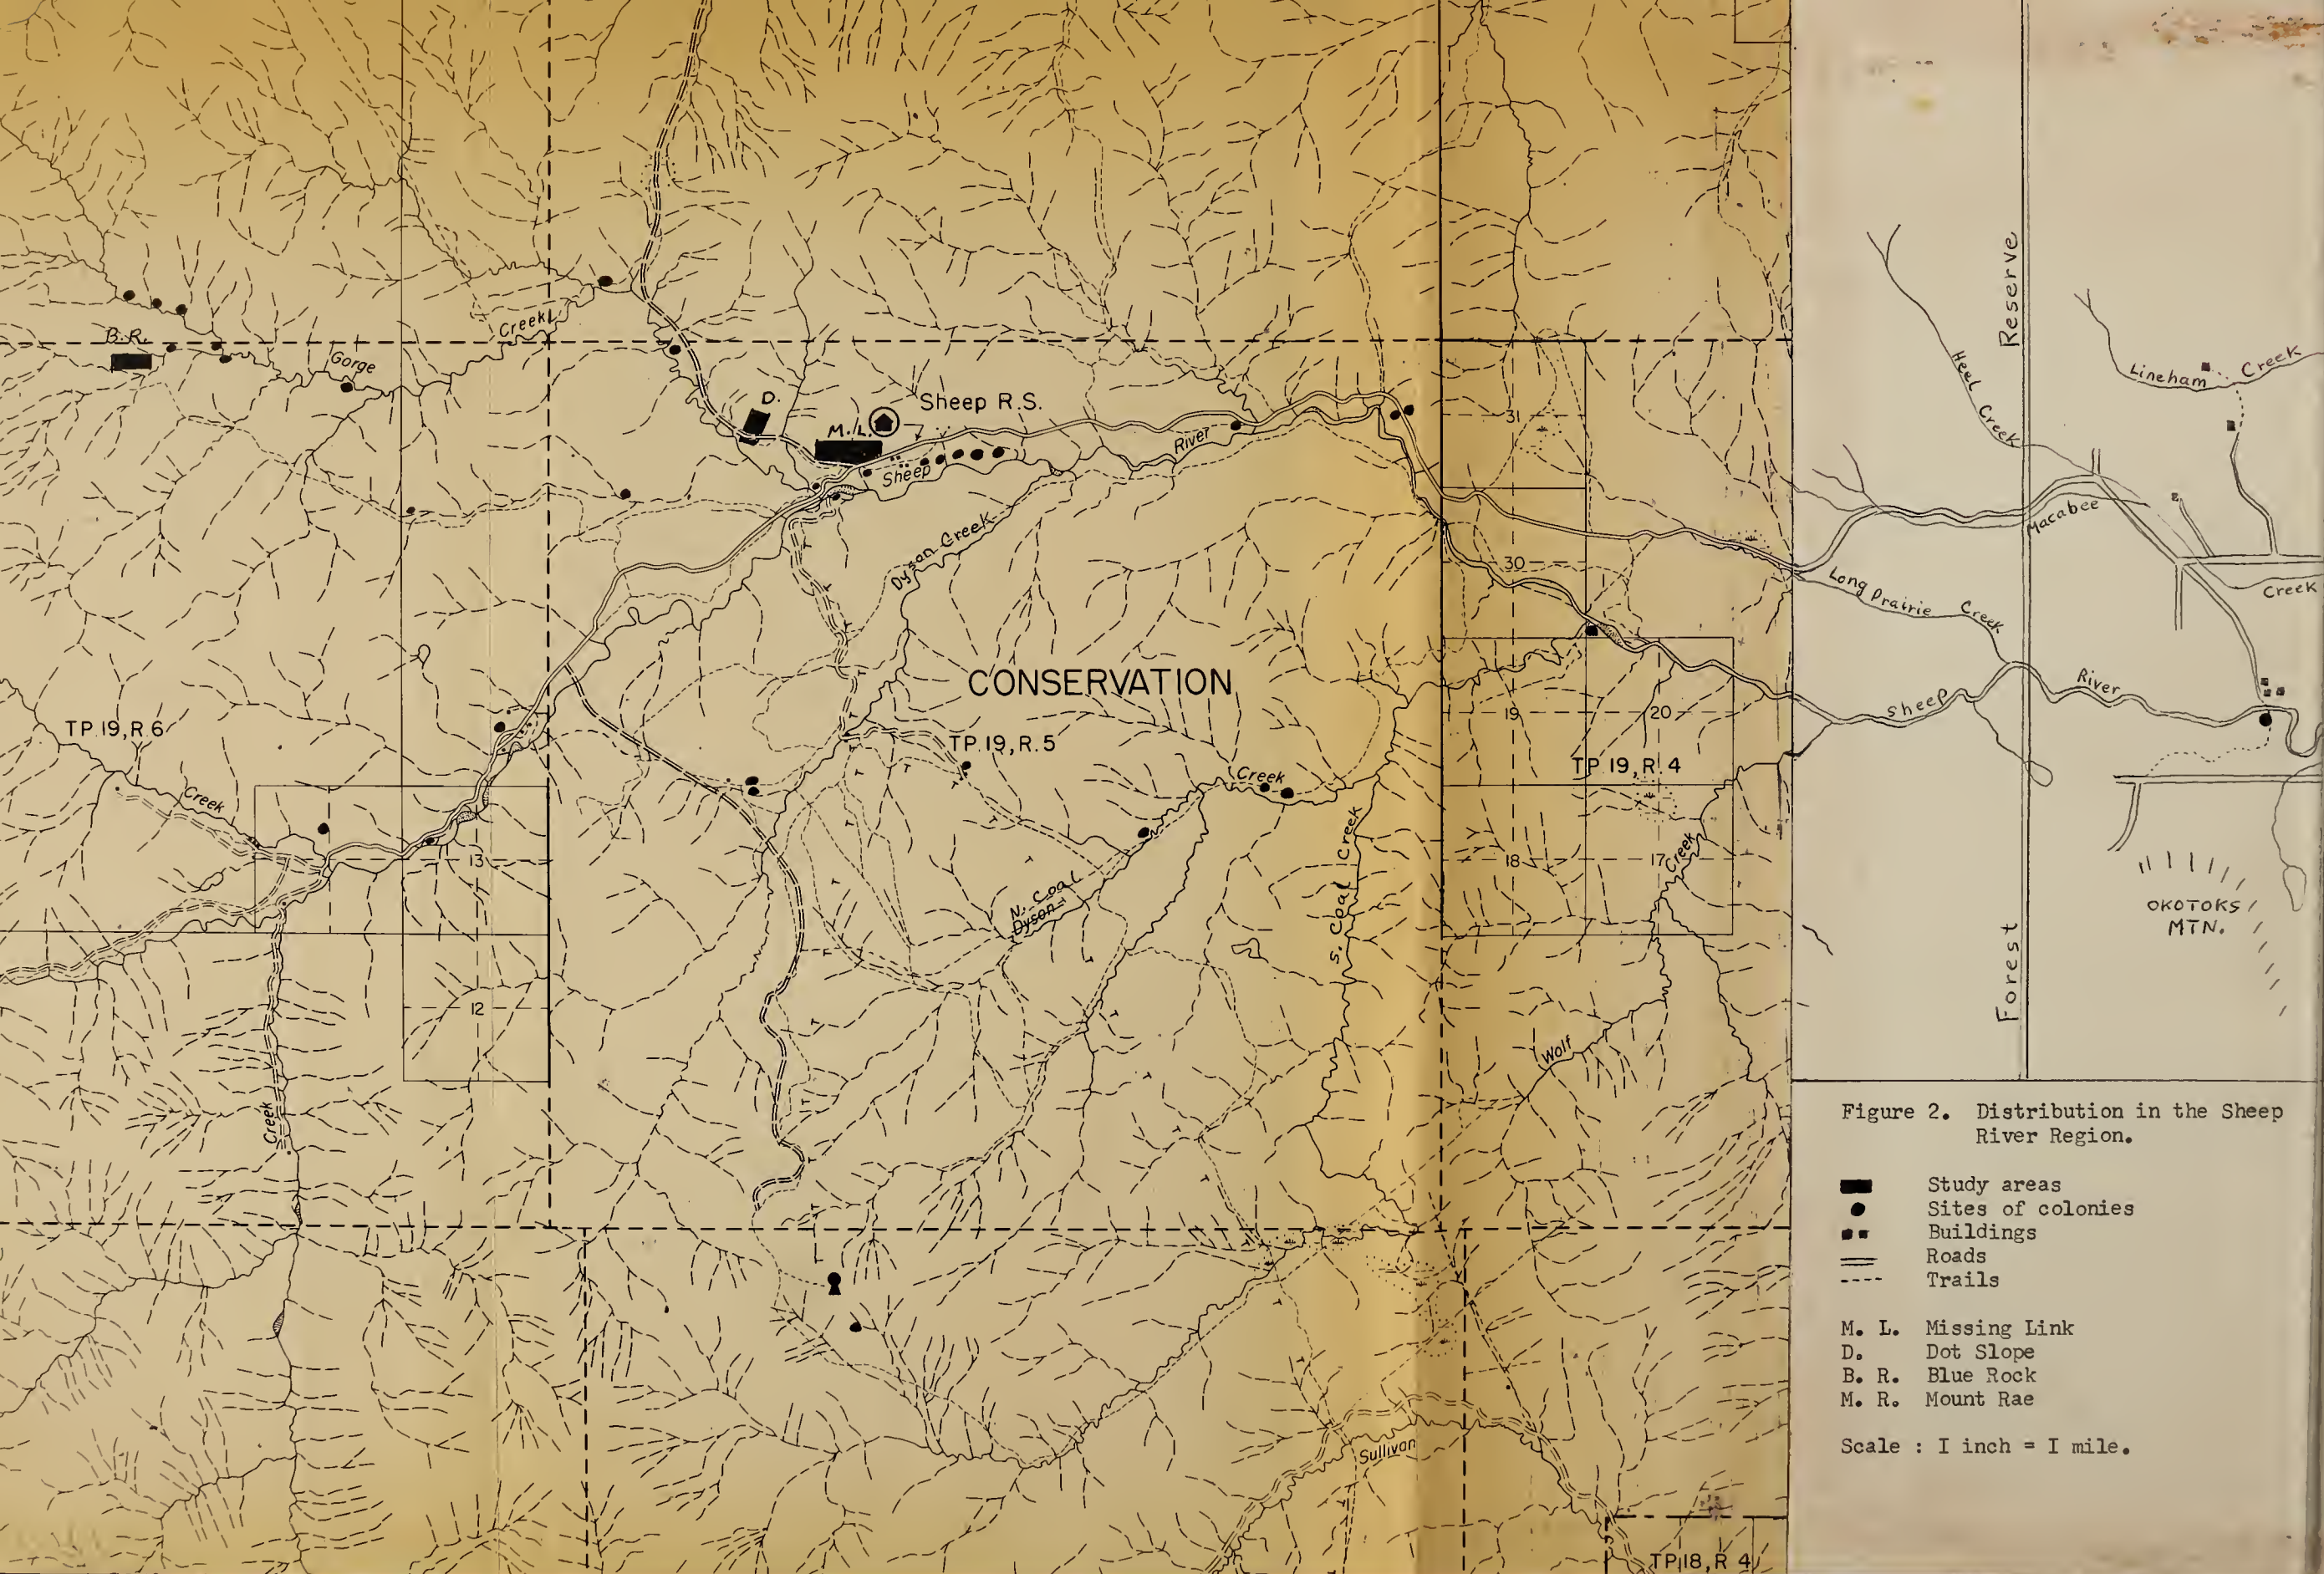 Reserve
Heel Creek
Lineham Creek
B. R.
Gorge
Creek
D.
M. L.
Sheep R.S.
Sheep
River
31
Macabee
Creek
Dyson Creek
30
Long Prairie Creek
CONSERVATION
Sheep
River
TP. 19, R. 6
TP. 19, R. 5
19
20
TP. 19, R. 4
Creek
Creek
13
S. Coal Creek
18
17
Creek
N. Coal
Dyson
OKOTOKS
MTN.
Forest
12
Wolf
Creek
Sullivan
TP. 18, R. 4
Figure 2. Distribution in the Sheep
River Region.
Study areas
Sites of colonies
Buildings
Roads
Trails
M. L. Missing Link
D. Dot Slope
B. R. Blue Rock
M. R. Mount Rae
Scale : I inch = I mile.